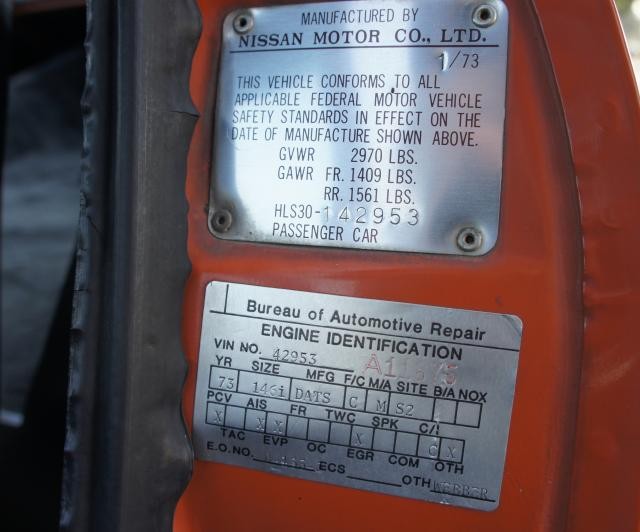 MANUFACTURED BY
NISSAN MOTOR CO., LTD.
1/73
THIS VEHICLE CONFORMS TO ALL
APPLICABLE FEDERAL MOTOR VEHICLE
SAFETY STANDARDS IN EFFECT ON THE
DATE OF MANUFACTURE SHOWN ABOVE.
GVWR 2970 LBS.
GAWR FR. 1409 LBS.
RR. 1561 LBS.
HLS30-142953
PASSENGER CAR
Bureau of Automotive Repair
ENGINE IDENTIFICATION
VIN NO. 42953
YR SIZE MFG F/C M/A SITE B/A NOX
73 146i DATS C M S2
PCV AIS FR TWC SPK C/I
X X X X C X
TAC EVP OC EGR COM OTH
E.O.NO. ECS OTH WEBBER